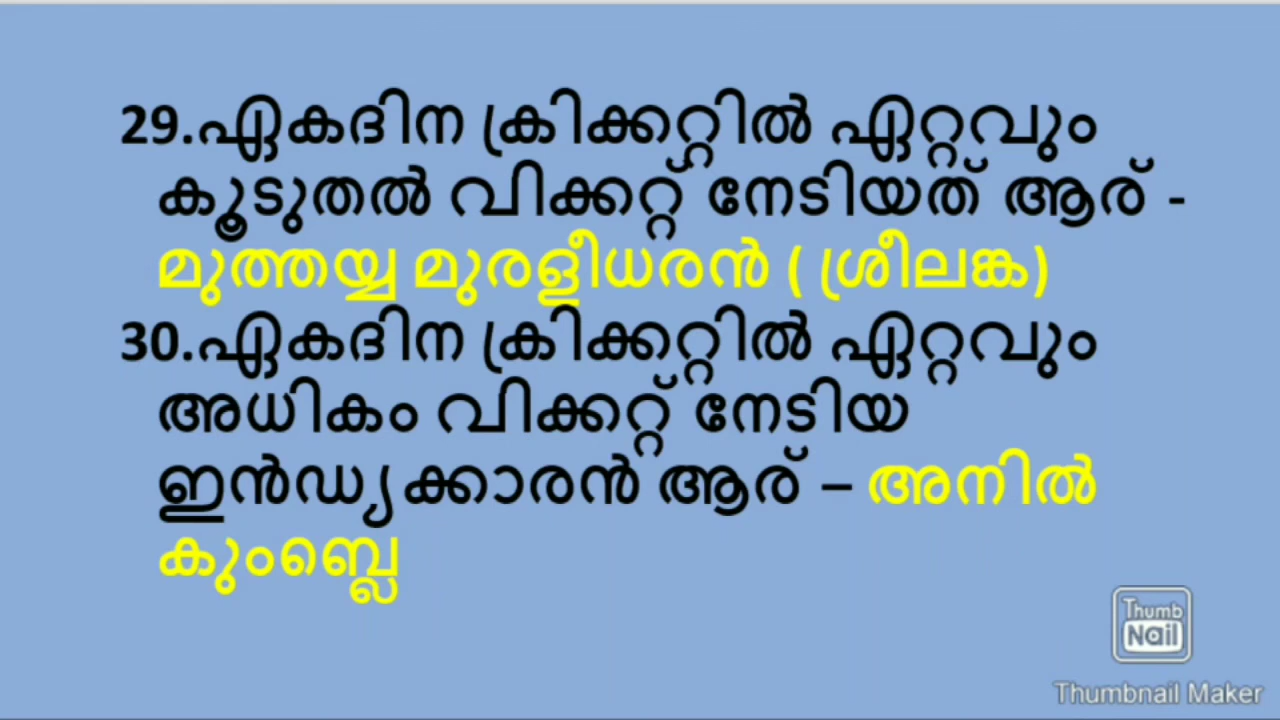 29.ഏകദിന ക്രിക്കറ്റിൽ ഏറ്റവും
കൂടുതൽ വിക്കറ്റ് നേടിയത് ആര് -
മുത്തയ്യ മുരളീധരൻ ( ശ്രീലങ്ക)
30.ഏകദിന ക്രിക്കറ്റിൽ ഏറ്റവും
അധികം വിക്കറ്റ് നേടിയ
ഇൻഡ്യക്കാരൻ ആര് – അനിൽ
കുംബ്ലെ
Thumb
Nail
Thumbnail Maker